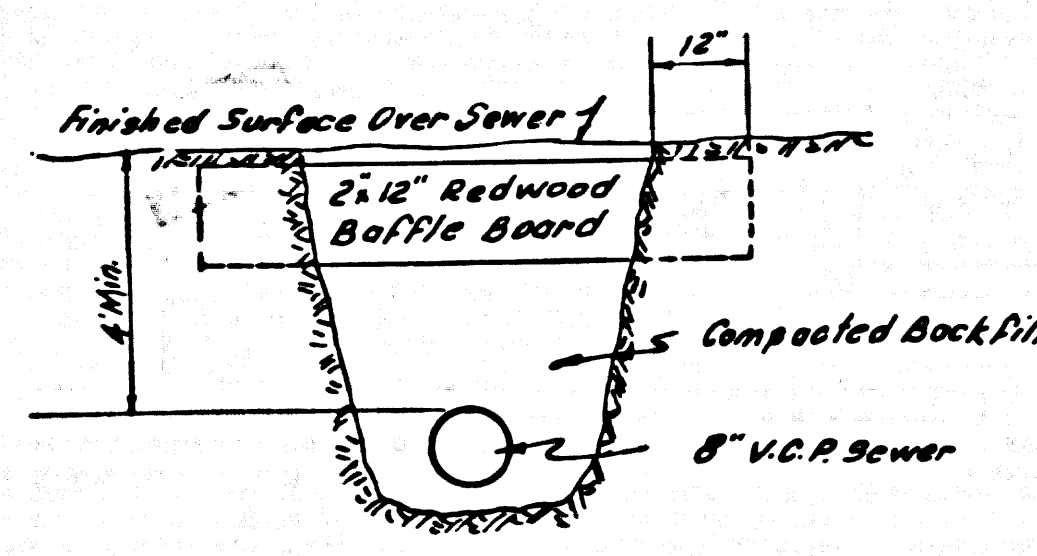 12"
Finished Surface Over Sewer
2"x 12" Redwood
Baffle Board
4' Min.
Compacted Backfill
8" V.C.P. Sewer